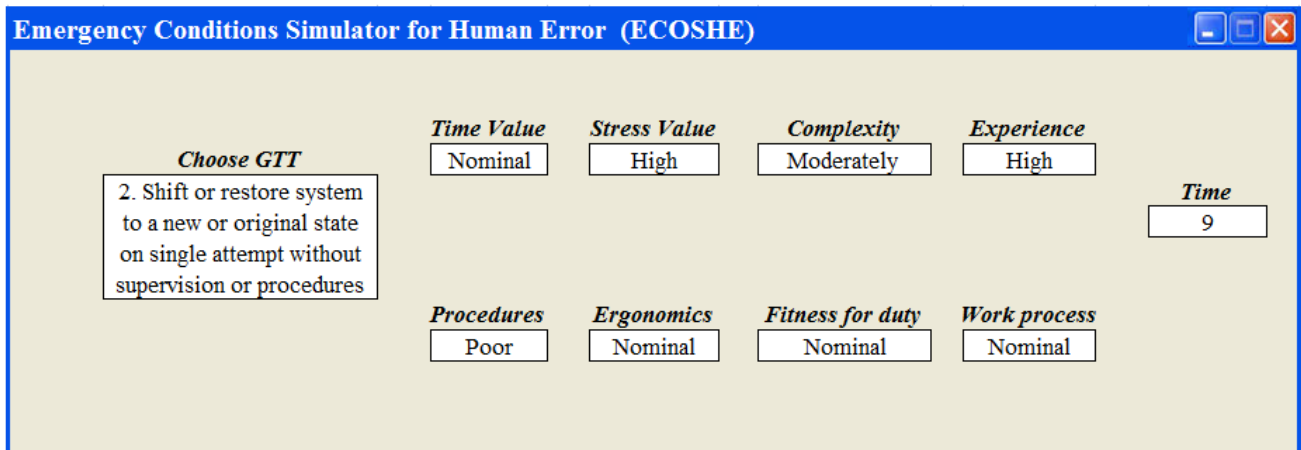 Emergency Conditions Simulator for Human Error (ECOSHE)
Time Value Stress Value Complexity Experience
Nominal High Moderately High
Choose GTT
2. Shift or restore system
to a new or original state
on single attempt without
supervision or procedures
Time
9
Procedures Ergonomics Fitness for duty Work process
Poor Nominal Nominal Nominal